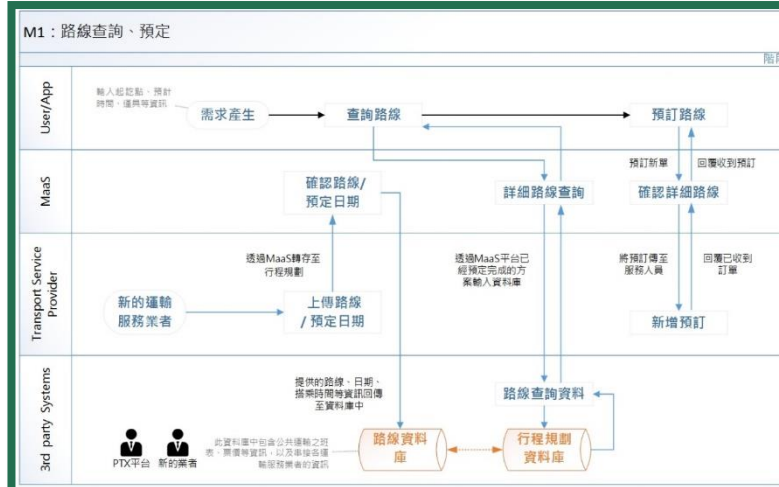 M1：路線查詢、預定
階
User/App
輸入起訖點、預計
時間、運具等資訊
需求產生
查詢路線
預訂路線
預訂新單
回覆收到預訂
MaaS
確認路線/
預定日期
詳細路線查詢
確認詳細路線
透過MaaS轉存至
行程規劃
透過MaaS平台已
經預定完成的方
案輸入資料庫
將預訂傳至
服務人員
回覆已收到
訂單
Transport Service
Provider
新的運輸
服務業者
上傳路線
/ 預定日期
新增預訂
3rd party Systems
提供的路線、日期、
搭乘時間等資訊回傳
至資料庫中
路線查詢資料
PTX平台
新的業者
此資料庫中包含公共運輸之班
表、票價等資訊，以及串接各運
輸服務業者的資訊
路線資料
庫
行程規劃
資料庫